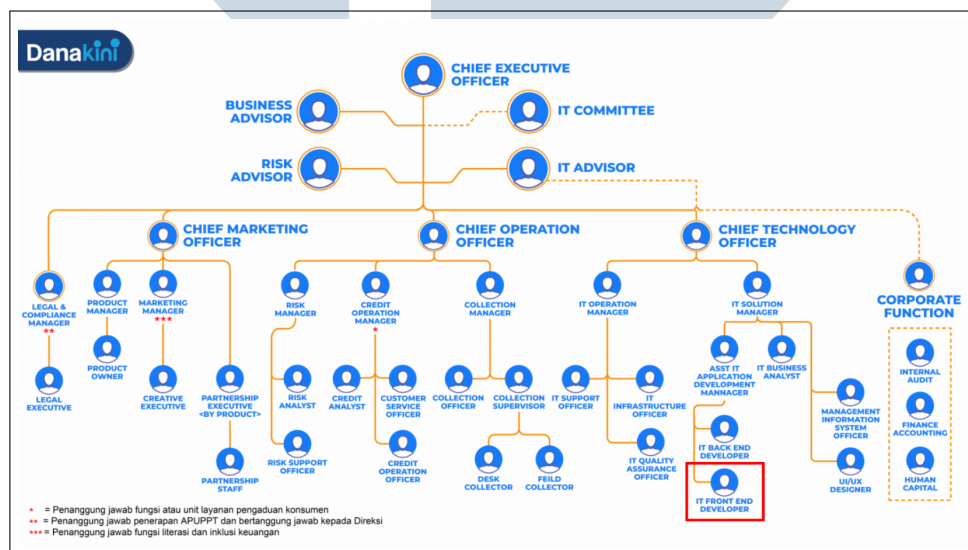 Danakini
CHIEF EXECUTIVE
OFFICER
BUSINESS
ADVISOR
IT COMMITTEE
RISK
ADVISOR
IT ADVISOR
CHIEF MARKETING
OFFICER
CHIEF OPERATION
OFFICER
CHIEF TECHNOLOGY
OFFICER
LEGAL &
COMPLIANCE
MANAGER
**
PRODUCT
MANAGER
MARKETING
MANAGER
***
RISK
MANAGER
CREDIT
OPERATION
MANAGER
*
COLLECTION
MANAGER
IT OPERATION
MANAGER
IT SOLUTION
MANAGER
CORPORATE
FUNCTION
PRODUCT
OWNER
ASST IT
APPLICATION
DEVELOPMENT
MANNAGER
IT BUSINESS
ANALYST
INTERNAL
AUDIT
LEGAL
EXECUTIVE
CREATIVE
EXECUTIVE
PARTNERSHIP
EXECUTIVE
<BY PRODUCT>
RISK
ANALYST
CREDIT
ANALYST
CUSTOMER
SERVICE
OFFICER
COLLECTION
OFFICER
COLLECTION
SUPERVISOR
IT SUPPORT
OFFICER
IT
INFRASTRUCTURE
OFFICER
MANAGEMENT
INFORMATION
SYSTEM
OFFICER
FINANCE
ACCOUNTING
PARTNERSHIP
STAFF
RISK SUPPORT
OFFICER
CREDIT
OPERATION
OFFICER
DESK
COLLECTOR
FEILD
COLLECTOR
IT QUALITY
ASSURANCE
OFFICER
IT BACK END
DEVELOPER
IT FRONT END
DEVELOPER
UI/UX
DESIGNER
HUMAN
CAPITAL
* = Penanggung jawab fungsi atau unit layanan pengaduan konsumen
** = Penanggung jawab penerapan APUPPT dan bertanggung jawab kepada Direksi
*** = Penanggung jawab fungsi literasi dan inklusi keuangan